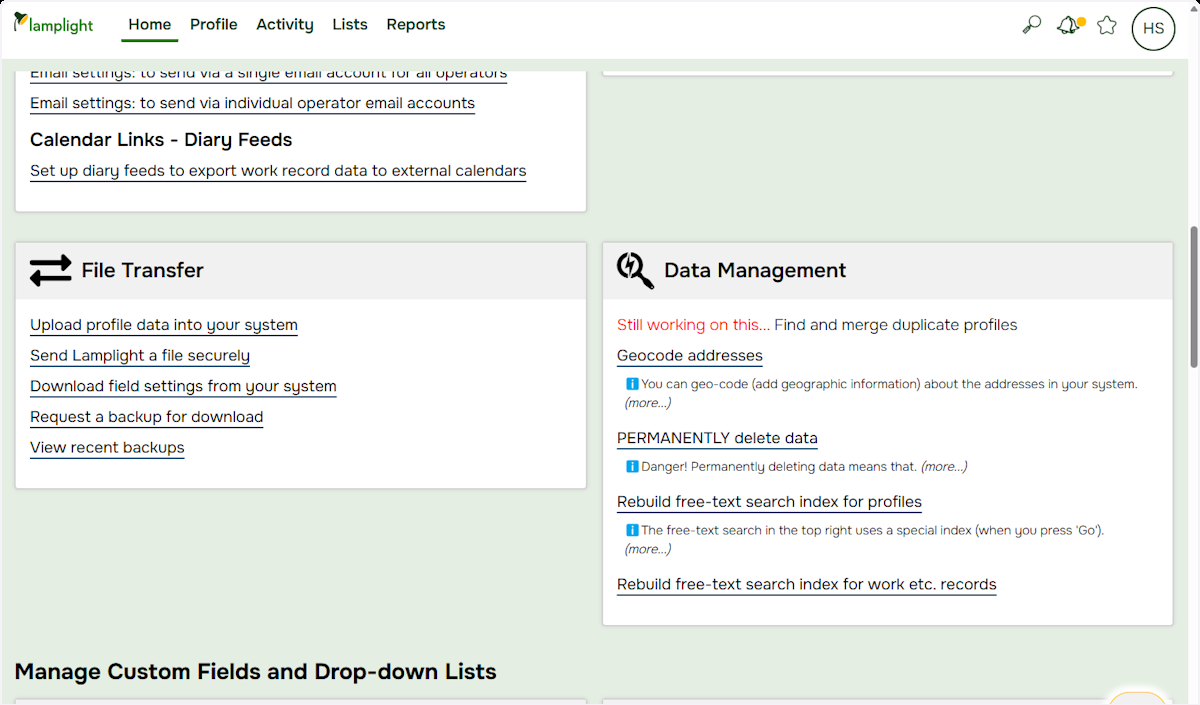 lamplight
Home Profile Activity Lists Reports
HS
Email settings: to send via a single email account for all operators
Email settings: to send via individual operator email accounts
Calendar Links - Diary Feeds
Set up diary feeds to export work record data to external calendars
File Transfer
Upload profile data into your system
Send Lamplight a file securely
Download field settings from your system
Request a backup for download
View recent backups
Data Management
Still working on this... Find and merge duplicate profiles
Geocode addresses
i You can geo-code (add geographic information) about the addresses in your system.
(more...)
PERMANENTLY delete data
i Danger! Permanently deleting data means that. (more...)
Rebuild free-text search index for profiles
i The free-text search in the top right uses a special index (when you press 'Go').
(more...)
Rebuild free-text search index for work etc. records
Manage Custom Fields and Drop-down Lists